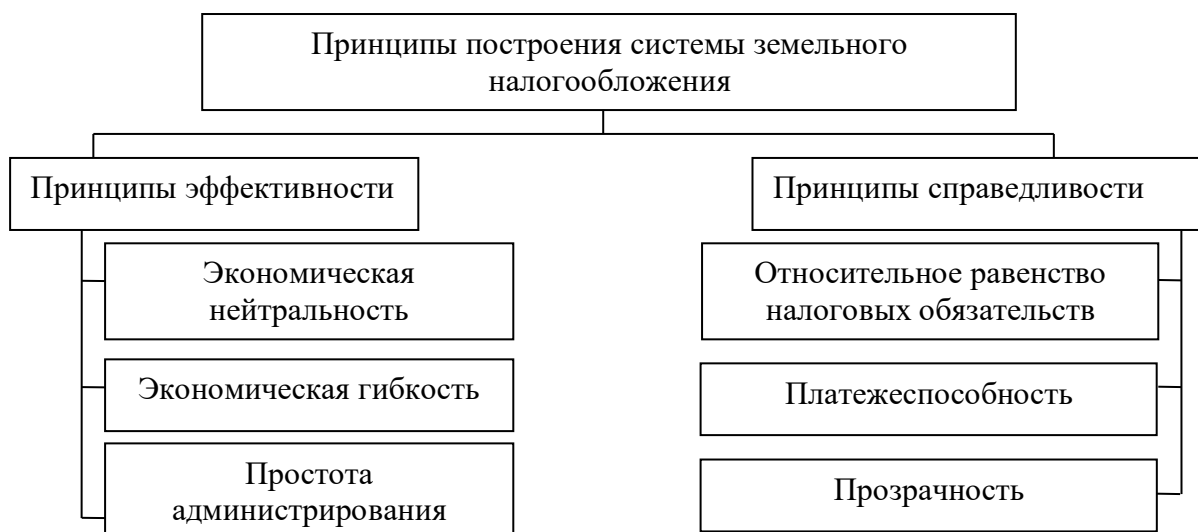 Принципы построения системы земельного
налогообложения
Принципы эффективности
Принципы справедливости
Экономическая
нейтральность
Относительное равенство
налоговых обязательств
Экономическая гибкость
Платежеспособность
Простота
администрирования
Прозрачность